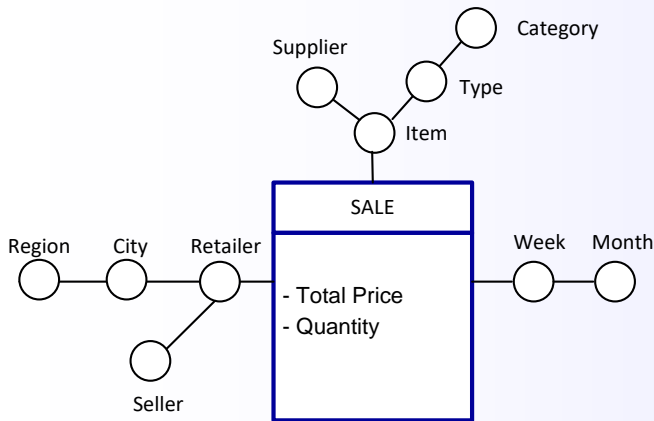 Category
Supplier
Type
Item
SALE
Region
City
Retailer
Week
Month
- Total Price
- Quantity
Seller